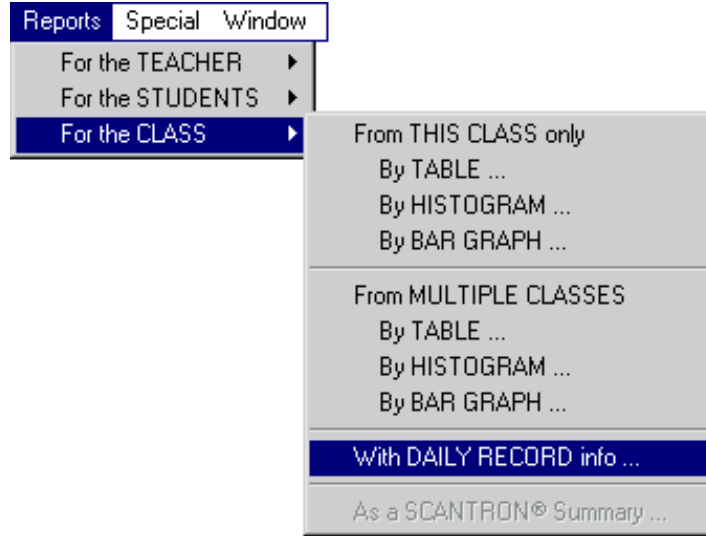 Reports Special Window
For the TEACHER
For the STUDENTS
For the CLASS
From THIS CLASS only
By TABLE ...
By HISTOGRAM ...
By BAR GRAPH ...
From MULTIPLE CLASSES
By TABLE ...
By HISTOGRAM ...
By BAR GRAPH ...
With DAILY RECORD info ...
As a SCANTRON® Summary ...